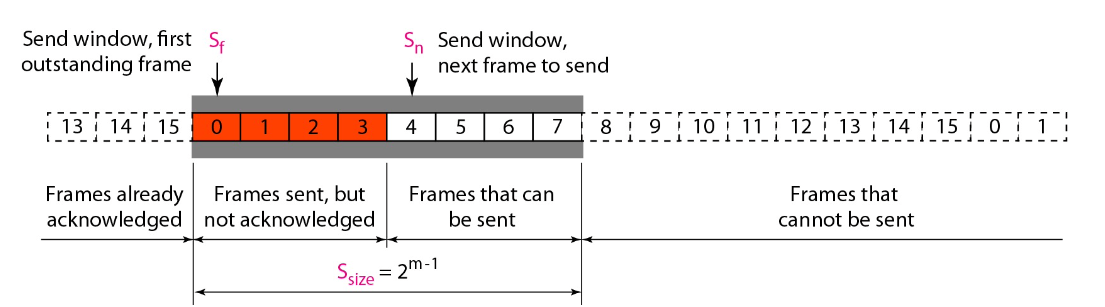 Send window, first S_f
outstanding frame
S_n Send window,
next frame to send
13 14 15 0 1 2 3 4 5 6 7 8 9 10 11 12 13 14 15 0 1
Frames already
acknowledged
Frames sent, but
not acknowledged
Frames that can
be sent
Frames that
cannot be sent
S_size = 2^m-1